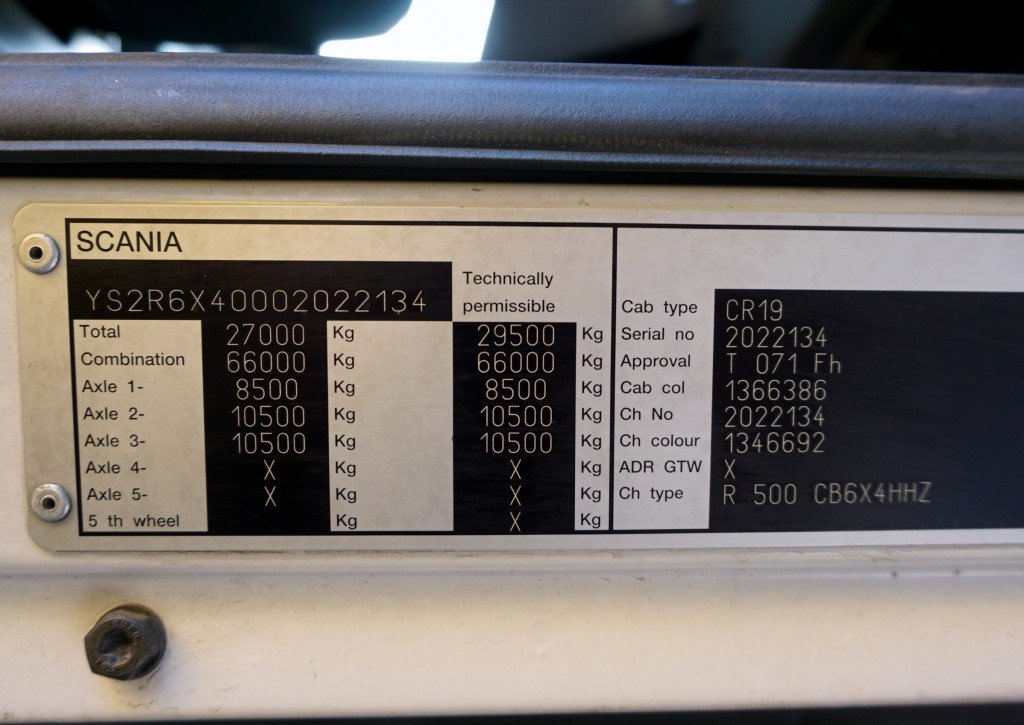 SCANIA
YS2R6X40002022134
Technically
permissible
Total 27000 Kg 29500 Kg
Combination 66000 Kg 66000 Kg
Axle 1- 8500 Kg 8500 Kg
Axle 2- 10500 Kg 10500 Kg
Axle 3- 10500 Kg 10500 Kg
Axle 4- X Kg X Kg
Axle 5- X Kg X Kg
5 th wheel Kg X Kg
Cab type CR19
Serial no 2022134
Approval T 071 Fh
Cab col 1366386
Ch No 2022134
Ch colour 1346692
ADR GTW X
Ch type R 500 CB6X4HHZ